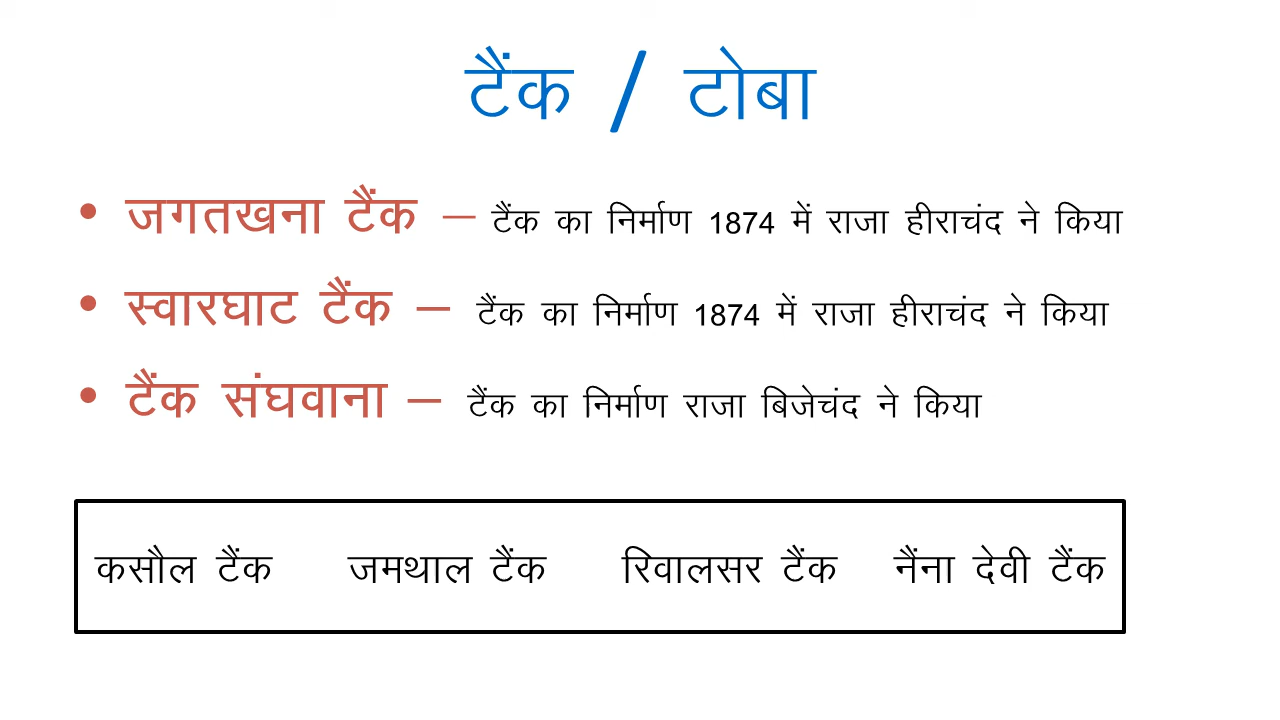 टैंक / टोबा
• जगतखना टैंक – टैंक का निर्माण 1874 में राजा हीराचंद ने किया
• स्वारघाट टैंक – टैंक का निर्माण 1874 में राजा हीराचंद ने किया
• टैंक संघवाना – टैंक का निर्माण राजा बिजेचंद ने किया
कसौल टैंक जमथाल टैंक रिवालसर टैंक नैंना देवी टैंक